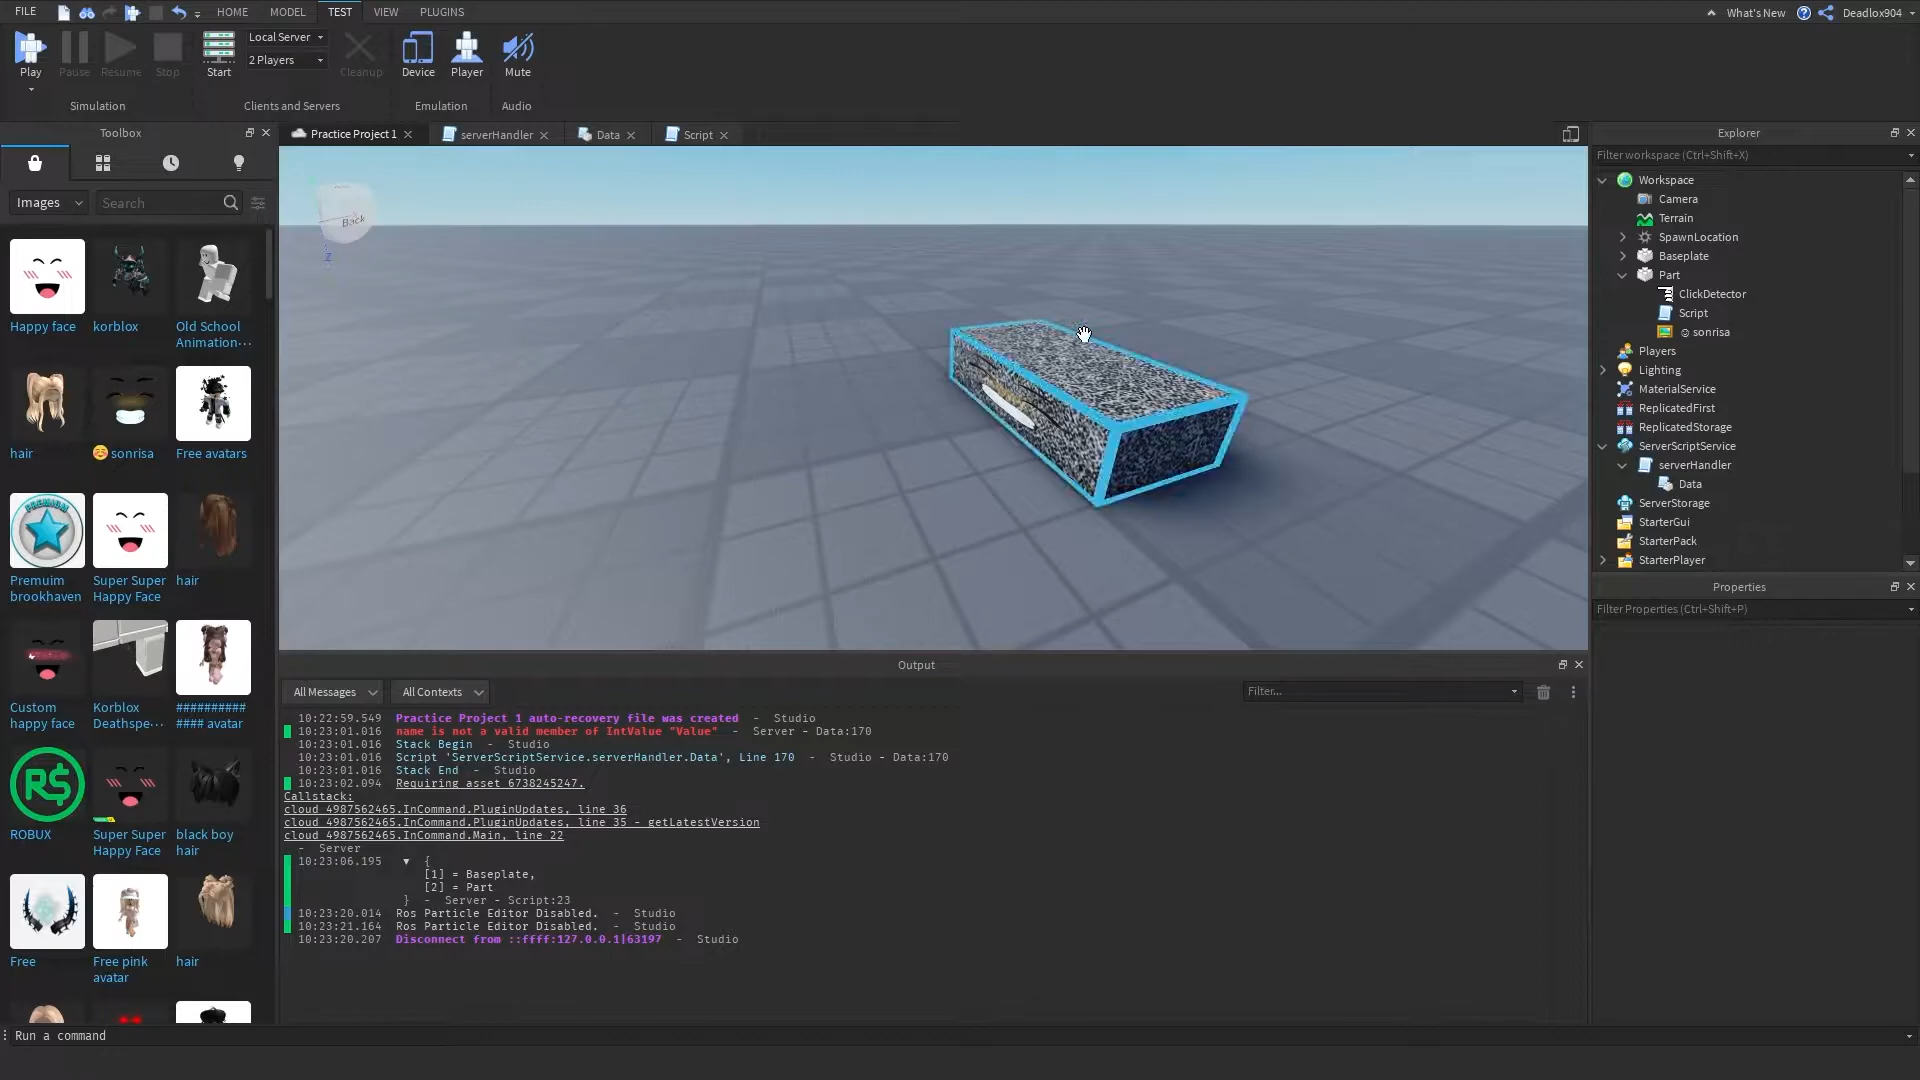 FILE HOME MODEL TEST VIEW PLUGINS What's New Deadlox904
Play Pause Resume Stop Start Local Server Cleanup Device Player Mute
2 Players
Simulation Clients and Servers Emulation Audio
Toolbox
Images Search
Happy face korblox Old School Animation...
hair sonrisa Free avatars
Premuim brookhaven Super Super Happy Face hair
Custom happy face Korblox Deathspe... ########## #### avatar
ROBUX Super Super Happy Face black boy hair
Free Free pink avatar hair
Practice Project 1 serverHandler Data Script
Back
Z
Output
All Messages All Contexts Filter...
10:22:59.549 Practice Project 1 auto-recovery file was created - Studio
10:23:01.016 name is not a valid member of IntValue "Value" - Server - Data:170
10:23:01.016 Stack Begin - Studio
10:23:01.016 Script 'ServerScriptService.serverHandler.Data', Line 170 - Studio - Data:170
10:23:01.016 Stack End - Studio
10:23:02.094 Requiring asset 6738245247.
Callstack:
cloud_4987562465.InCommand.PluginUpdates, line 36
cloud_4987562465.InCommand.PluginUpdates, line 35 - getLatestVersion
cloud_4987562465.InCommand.Main, line 22
- Server
10:23:06.195 ▼ {
[1] = Baseplate,
[2] = Part
} - Server - Script:23
10:23:20.014 Ros Particle Editor Disabled. - Studio
10:23:21.164 Ros Particle Editor Disabled. - Studio
10:23:20.207 Disconnect from ::ffff:127.0.0.1|63197 - Studio
Explorer
Filter workspace (Ctrl+Shift+X)
Workspace
Camera
Terrain
SpawnLocation
Baseplate
Part
ClickDetector
Script
☺ sonrisa
Players
Lighting
MaterialService
ReplicatedFirst
ReplicatedStorage
ServerScriptService
serverHandler
Data
ServerStorage
StarterGui
StarterPack
StarterPlayer
Properties
Filter Properties (Ctrl+Shift+P)
Run a command